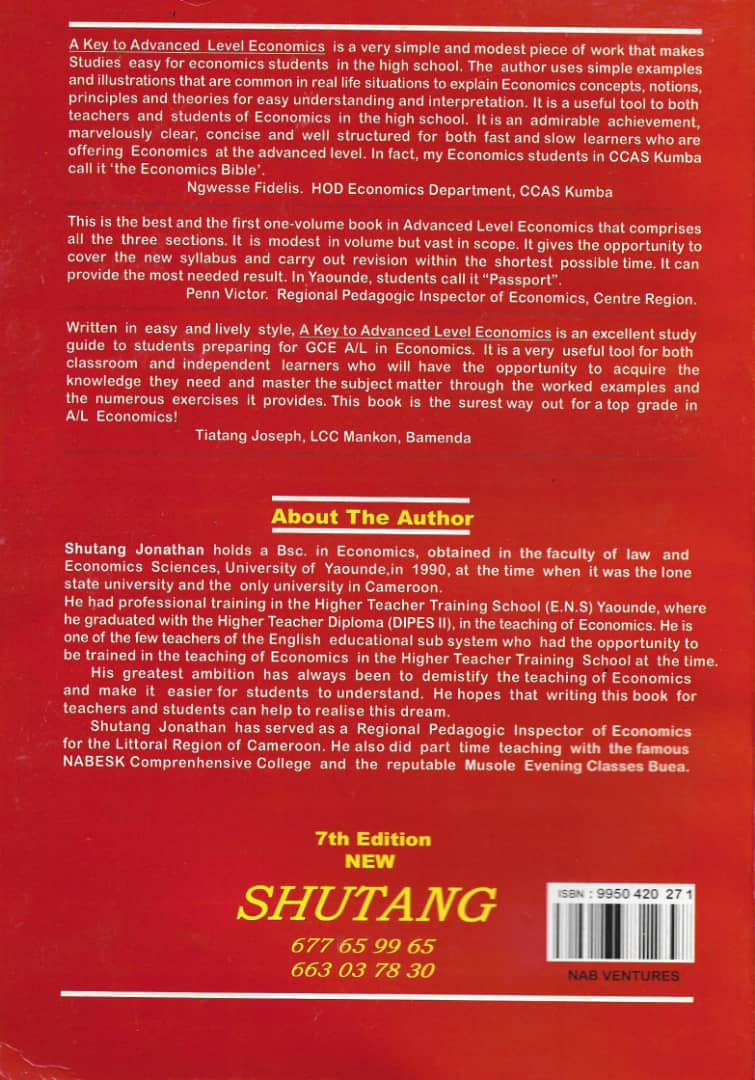 A Key to Advanced Level Economics is a very simple and modest piece of work that makes
Studies easy for economics students in the high school. The author uses simple examples
and illustrations that are common in real life situations to explain Economics concepts, notions,
principles and theories for easy understanding and interpretation. It is a useful tool to both
teachers and students of Economics in the high school. It is an admirable achievement,
marvelously clear, concise and well structured for both fast and slow learners who are
offering Economics at the advanced level. In fact, my Economics students in CCAS Kumba
call it 'the Economics Bible'.
Ngwesse Fidelis. HOD Economics Department, CCAS Kumba
This is the best and the first one-volume book in Advanced Level Economics that comprises
all the three sections. It is modest in volume but vast in scope. It gives the opportunity to
cover the new syllabus and carry out revision within the shortest possible time. It can
provide the most needed result. In Yaounde, students call it "Passport".
Penn Victor. Regional Pedagogic Inspector of Economics, Centre Region.
Written in easy and lively style, A Key to Advanced Level Economics is an excellent study
guide to students preparing for GCE A/L in Economics. It is a very useful tool for both
classroom and independent learners who will have the opportunity to acquire the
knowledge they need and master the subject matter through the worked examples and
the numerous exercises it provides. This book is the surest way out for a top grade in
A/L Economics!
Tiatang Joseph, LCC Mankon, Bamenda
About The Author
Shutang Jonathan holds a Bsc. in Economics, obtained in the faculty of law and
Economics Sciences, University of Yaounde,in 1990, at the time when it was the lone
state university and the only university in Cameroon.
He had professional training in the Higher Teacher Training School (E.N.S) Yaounde, where
he graduated with the Higher Teacher Diploma (DIPES II), in the teaching of Economics. He is
one of the few teachers of the English educational sub system who had the opportunity to
be trained in the teaching of Economics in the Higher Teacher Training School at the time.
His greatest ambition has always been to demistify the teaching of Economics
and make it easier for students to understand. He hopes that writing this book for
teachers and students can help to realise this dream.
Shutang Jonathan has served as a Regional Pedagogic Inspector of Economics
for the Littoral Region of Cameroon. He also did part time teaching with the famous
NABESK Comprenhensive College and the reputable Musole Evening Classes Buea.
7th Edition
NEW
SHUTANG
677 65 99 65
663 03 78 30
ISBN : 9950 420 27 1
NAB VENTURES